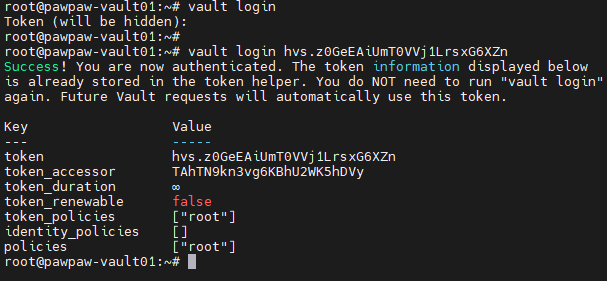 root@pawpaw-vault01:~# vault login
Token (will be hidden):
root@pawpaw-vault01:~#
root@pawpaw-vault01:~# vault login hvs.z0GeEAiUmT0VVj1LrsxG6XZn
Success! You are now authenticated. The token information displayed below
is already stored in the token helper. You do NOT need to run "vault login"
again. Future Vault requests will automatically use this token.
Key Value
--- -----
token hvs.z0GeEAiUmT0VVj1LrsxG6XZn
token_accessor TAhTN9kn3vg6KBhU2WK5hDVy
token_duration ∞
token_renewable false
token_policies ["root"]
identity_policies []
policies ["root"]
root@pawpaw-vault01:~#